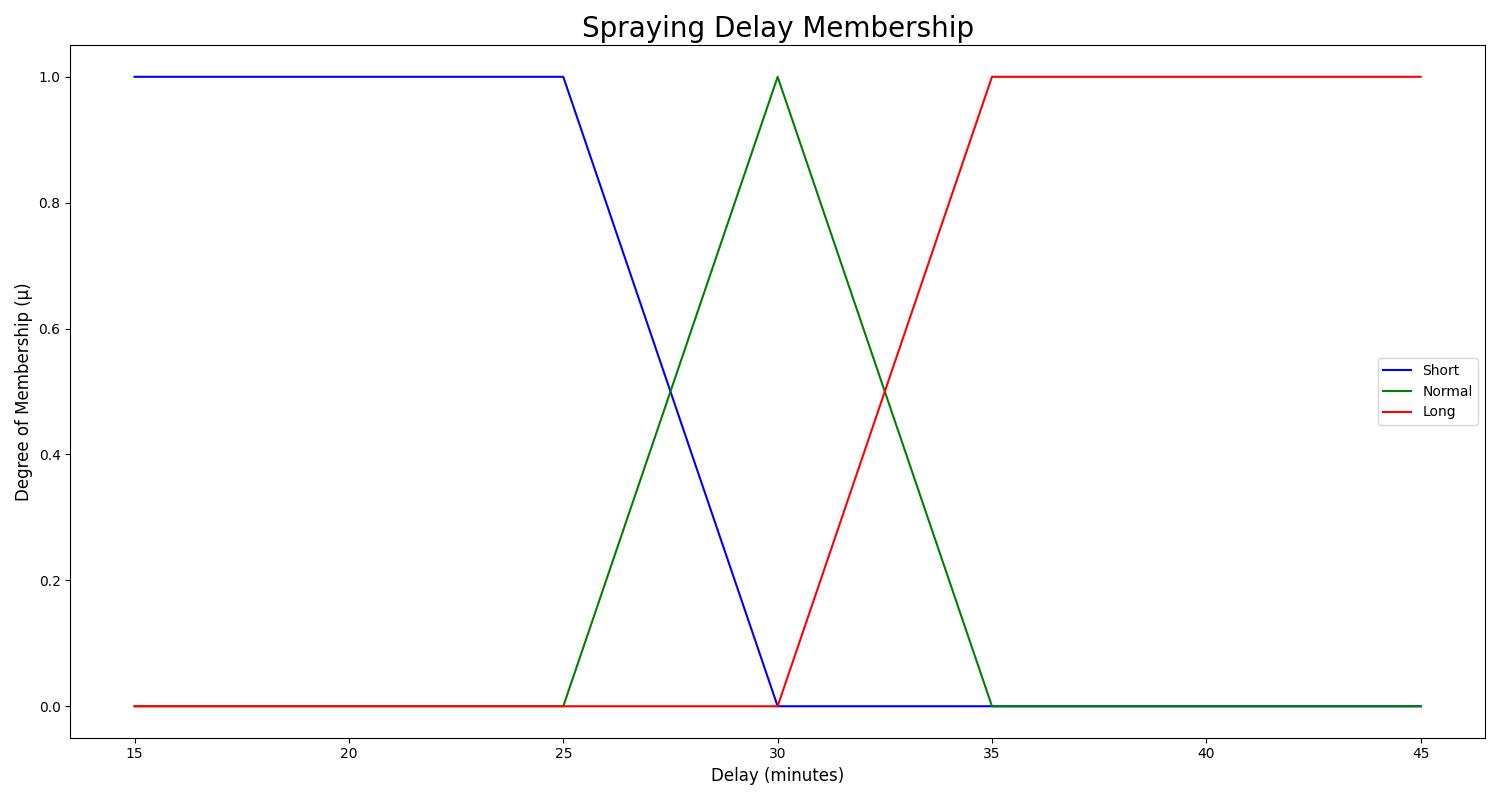 Spraying Delay Membership
Degree of Membership (μ)
1.0
0.8
0.6
0.4
0.2
0.0
Short
Normal
Long
15 20 25 30 35 40 45
Delay (minutes)